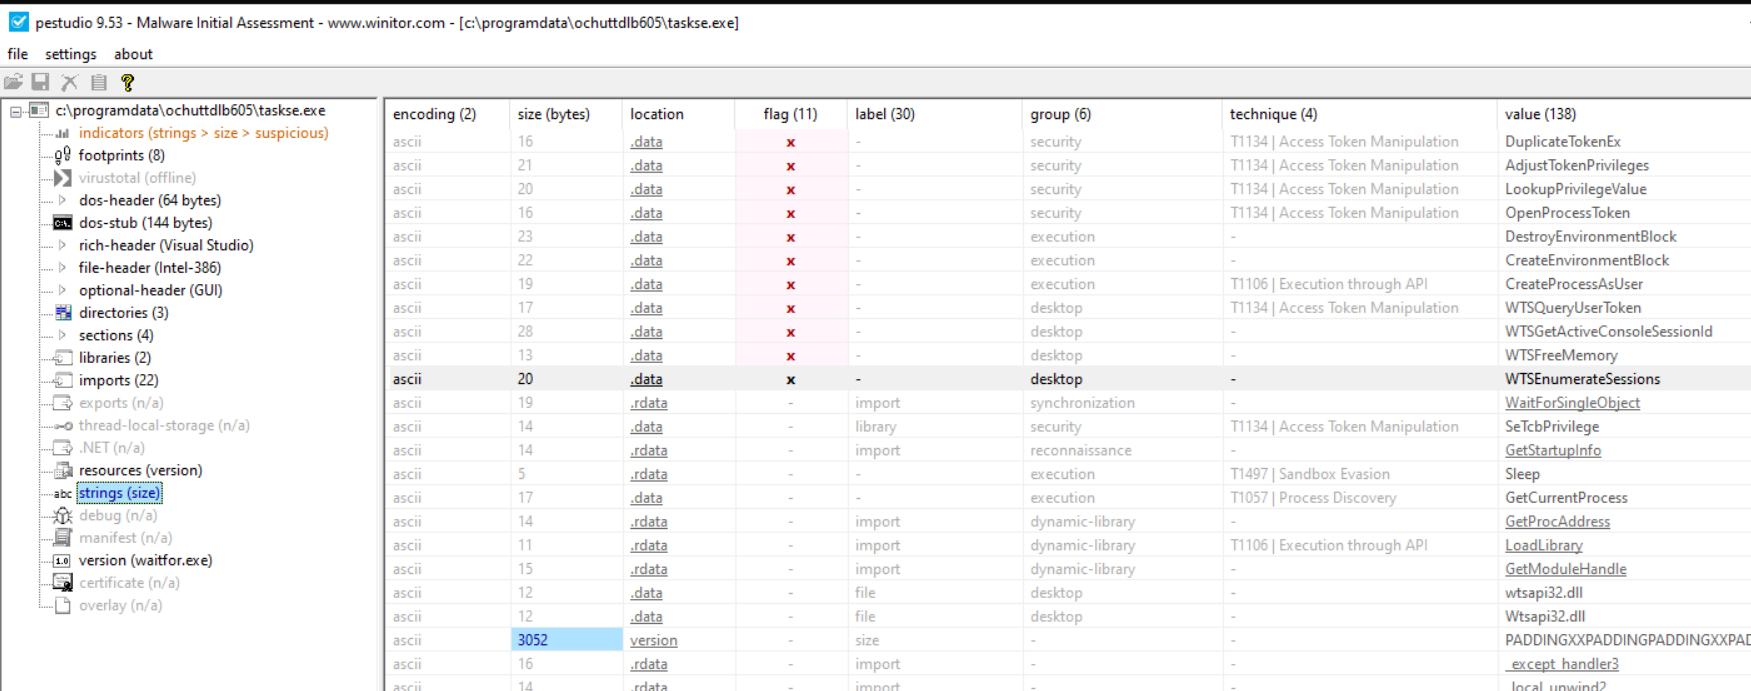 pestudio 9.53 - Malware Initial Assessment - www.winitor.com - [c:\programdata\ochuttdlb605\taskse.exe]
file settings about
c:\programdata\ochuttdlb605\taskse.exe
indicators (strings > size > suspicious)
footprints (8)
virustotal (offline)
dos-header (64 bytes)
dos-stub (144 bytes)
rich-header (Visual Studio)
file-header (Intel-386)
optional-header (GUI)
directories (3)
sections (4)
libraries (2)
imports (22)
exports (n/a)
thread-local-storage (n/a)
.NET (n/a)
resources (version)
abc strings (size)
debug (n/a)
manifest (n/a)
1.0 version (waitfor.exe)
certificate (n/a)
overlay (n/a)
encoding (2) size (bytes) location flag (11) label (30) group (6) technique (4) value (138)
ascii 16 .data x - security T1134 | Access Token Manipulation DuplicateTokenEx
ascii 21 .data x - security T1134 | Access Token Manipulation AdjustTokenPrivileges
ascii 20 .data x - security T1134 | Access Token Manipulation LookupPrivilegeValue
ascii 16 .data x - security T1134 | Access Token Manipulation OpenProcessToken
ascii 23 .data x - execution - DestroyEnvironmentBlock
ascii 22 .data x - execution - CreateEnvironmentBlock
ascii 19 .data x - execution T1106 | Execution through API CreateProcessAsUser
ascii 17 .data x - desktop T1134 | Access Token Manipulation WTSQueryUserToken
ascii 28 .data x - desktop - WTSGetActiveConsoleSessionId
ascii 13 .data x - desktop - WTSFreeMemory
ascii 20 .data x - desktop - WTSEnumerateSessions
ascii 19 .rdata - import synchronization - WaitForSingleObject
ascii 14 .data - library security T1134 | Access Token Manipulation SeTcbPrivilege
ascii 14 .rdata - import reconnaissance - GetStartupInfo
ascii 5 .rdata - - execution T1497 | Sandbox Evasion Sleep
ascii 17 .data - - execution T1057 | Process Discovery GetCurrentProcess
ascii 14 .rdata - import dynamic-library - GetProcAddress
ascii 11 .rdata - import dynamic-library T1106 | Execution through API LoadLibrary
ascii 15 .rdata - import dynamic-library - GetModuleHandle
ascii 12 .data - file desktop - wtsapi32.dll
ascii 12 .data - file desktop - Wtsapi32.dll
ascii 3052 version - size - - PADDINGXXPADDINGPADDINGXXPAD
ascii 16 .rdata - import - - _except_handler3
ascii 14 .rdata - import - - _local_unwind2